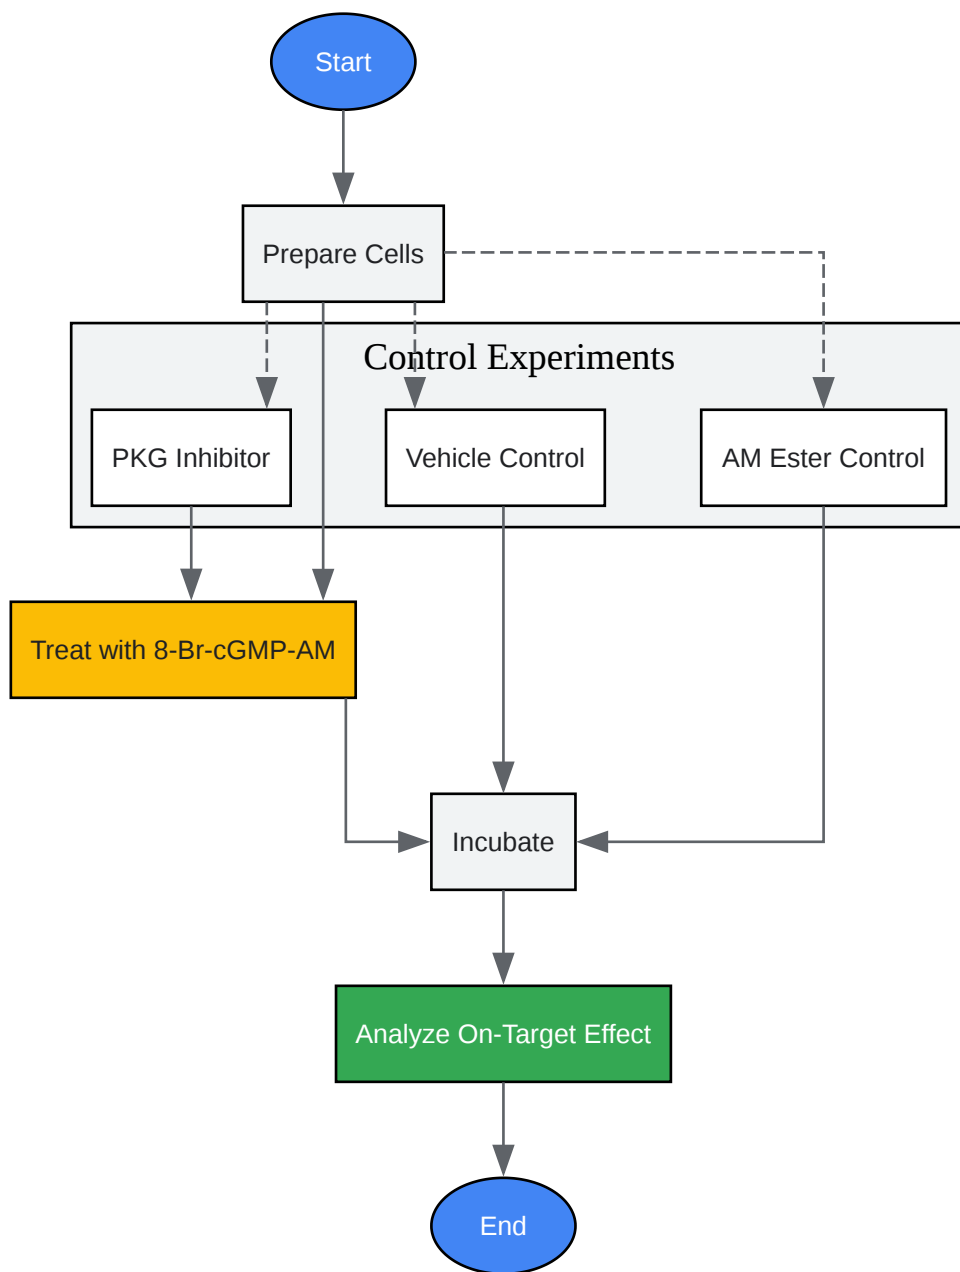 Start
Prepare Cells
Control Experiments
PKG Inhibitor
Vehicle Control
AM Ester Control
Treat with 8-Br-cGMP-AM
Incubate
Analyze On-Target Effect
End